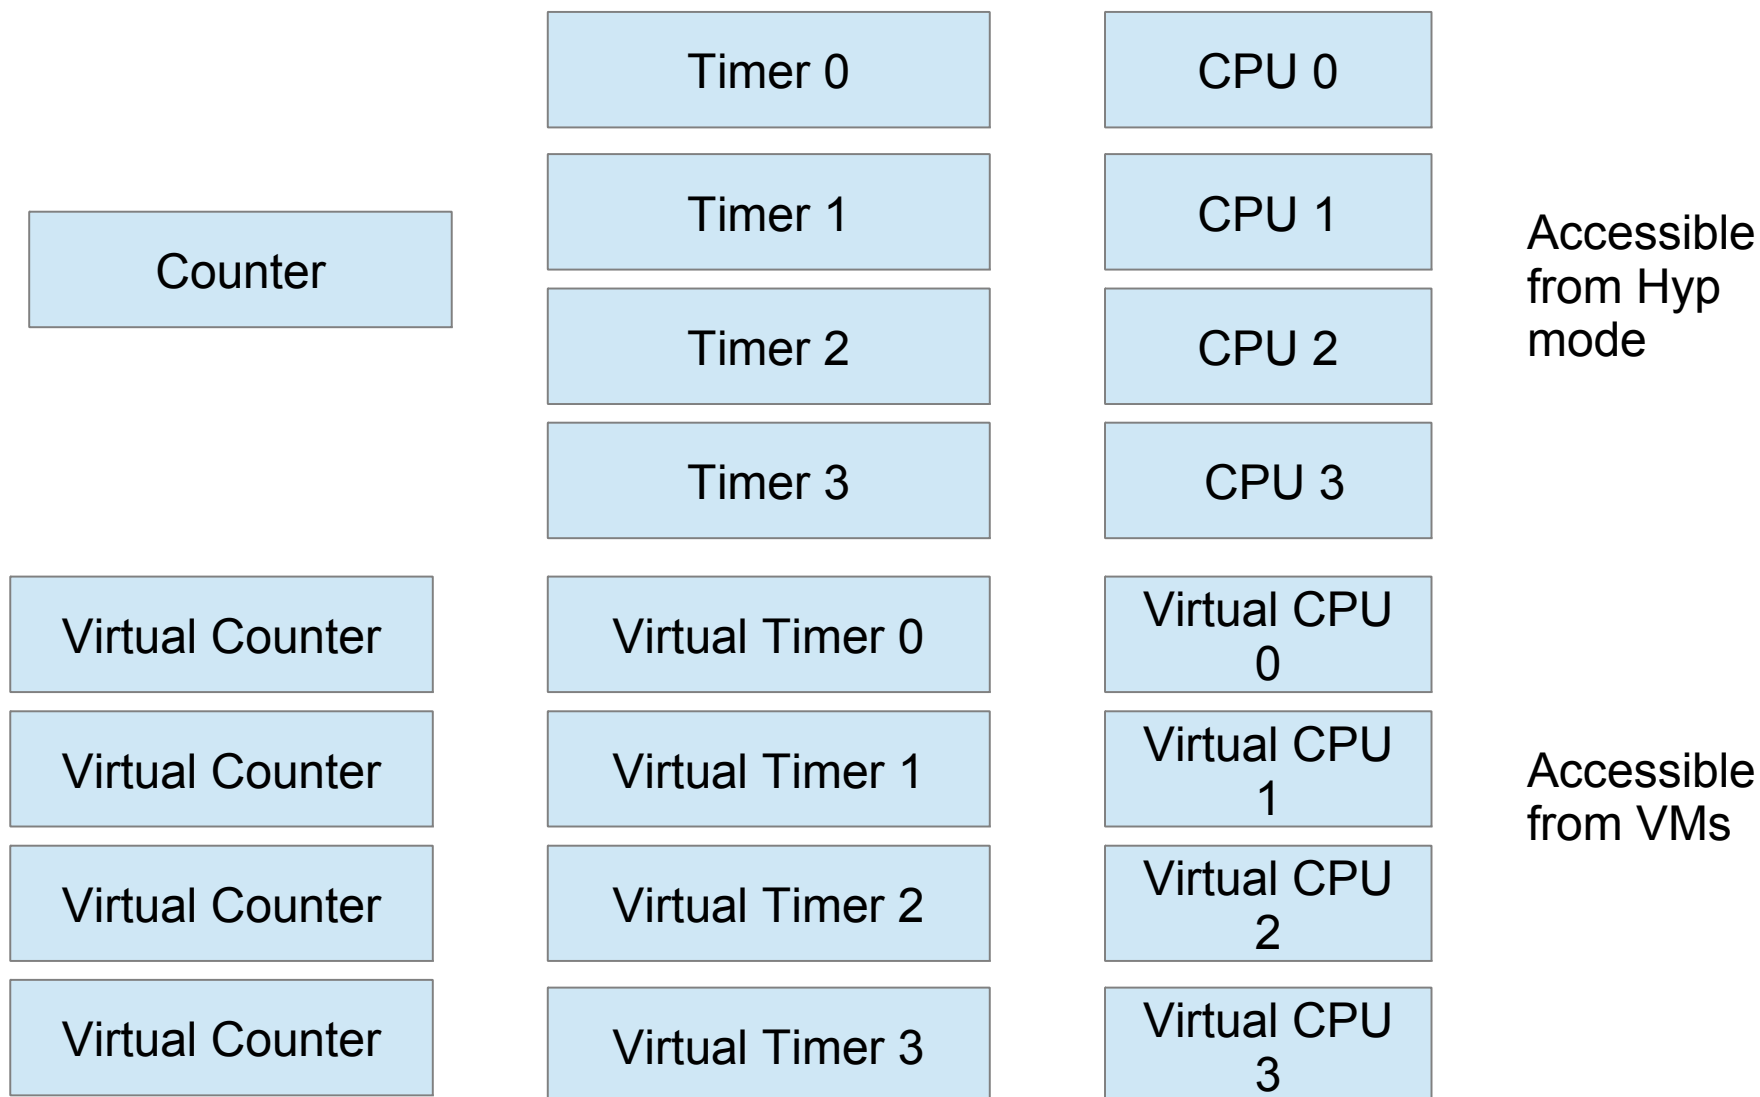 Timer 0
CPU 0
Timer 1
CPU 1
Counter
Accessible
from Hyp
mode
Timer 2
CPU 2
Timer 3
CPU 3
Virtual Counter
Virtual Timer 0
Virtual CPU
0
Virtual Counter
Virtual Timer 1
Virtual CPU
1
Accessible
from VMs
Virtual Counter
Virtual Timer 2
Virtual CPU
2
Virtual Counter
Virtual Timer 3
Virtual CPU
3